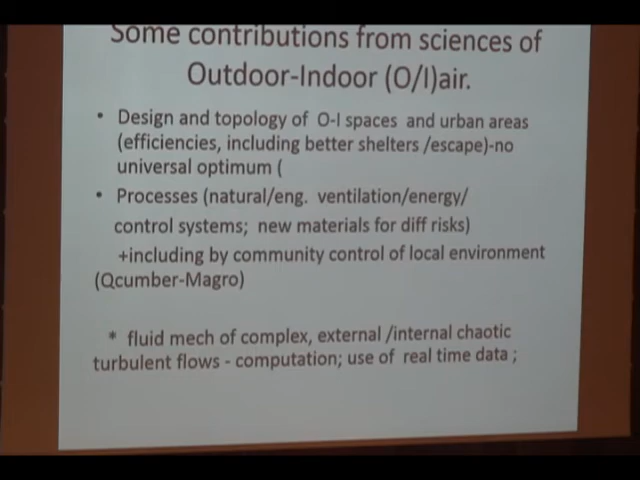 Some contributions from sciences of
Outdoor-Indoor (O/I)air.
• Design and topology of O-I spaces and urban areas
(efficiencies, including better shelters /escape)-no
universal optimum (
• Processes (natural/eng. ventilation/energy/
control systems; new materials for diff risks)
+including by community control of local environment
(Qcumber-Magro)
* fluid mech of complex, external /internal chaotic
turbulent flows - computation; use of real time data ;